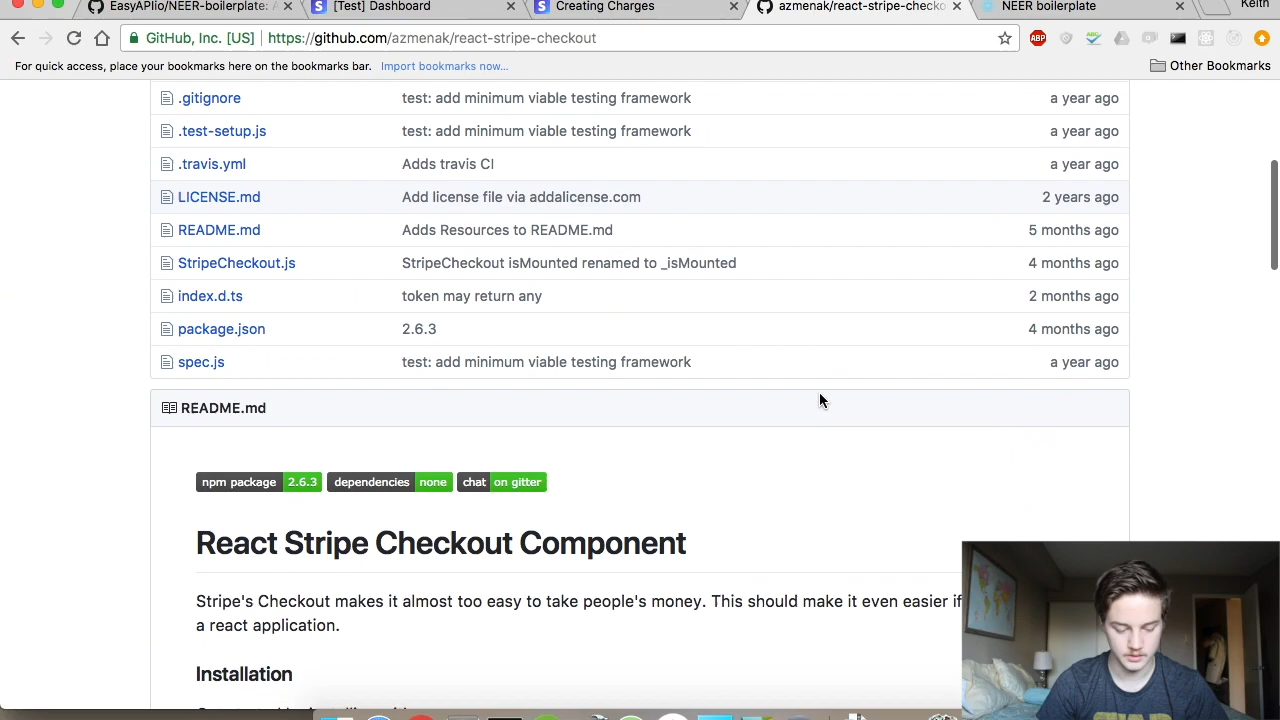 EasyAPIio/NEER-boilerplate: A
[Test] Dashboard
Creating Charges
azmenak/react-stripe-checko
NEER boilerplate
Keith
GitHub, Inc. [US] https://github.com/azmenak/react-stripe-checkout
ABP
ABC
For quick access, place your bookmarks here on the bookmarks bar. Import bookmarks now...
Other Bookmarks
.gitignore test: add minimum viable testing framework a year ago
.test-setup.js test: add minimum viable testing framework a year ago
.travis.yml Adds travis CI a year ago
LICENSE.md Add license file via addalicense.com 2 years ago
README.md Adds Resources to README.md 5 months ago
StripeCheckout.js StripeCheckout isMounted renamed to _isMounted 4 months ago
index.d.ts token may return any 2 months ago
package.json 2.6.3 4 months ago
spec.js test: add minimum viable testing framework a year ago
README.md
npm package 2.6.3 dependencies none chat on gitter
React Stripe Checkout Component
Stripe's Checkout makes it almost too easy to take people's money. This should make it even easier if
a react application.
Installation